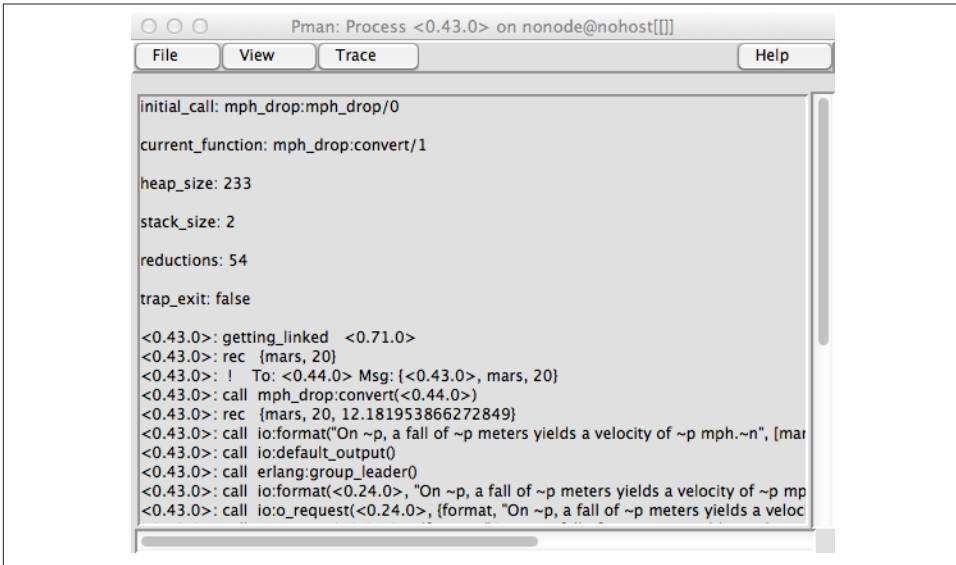 Pman: Process <0.43.0> on nonode@nohost[[]]
File View Trace Help
initial_call: mph_drop:mph_drop/0
current_function: mph_drop:convert/1
heap_size: 233
stack_size: 2
reductions: 54
trap_exit: false
<0.43.0>: getting_linked <0.71.0>
<0.43.0>: rec {mars, 20}
<0.43.0>: ! To: <0.44.0> Msg: {<0.43.0>, mars, 20}
<0.43.0>: call mph_drop:convert(<0.44.0>)
<0.43.0>: rec {mars, 20, 12.181953866272849}
<0.43.0>: call io:format("On ~p, a fall of ~p meters yields a velocity of ~p mph.~n", [mar
<0.43.0>: call io:default_output()
<0.43.0>: call erlang:group_leader()
<0.43.0>: call io:format(<0.24.0>, "On ~p, a fall of ~p meters yields a velocity of ~p mp
<0.43.0>: call io:o_request(<0.24.0>, {format, "On ~p, a fall of ~p meters yields a veloc